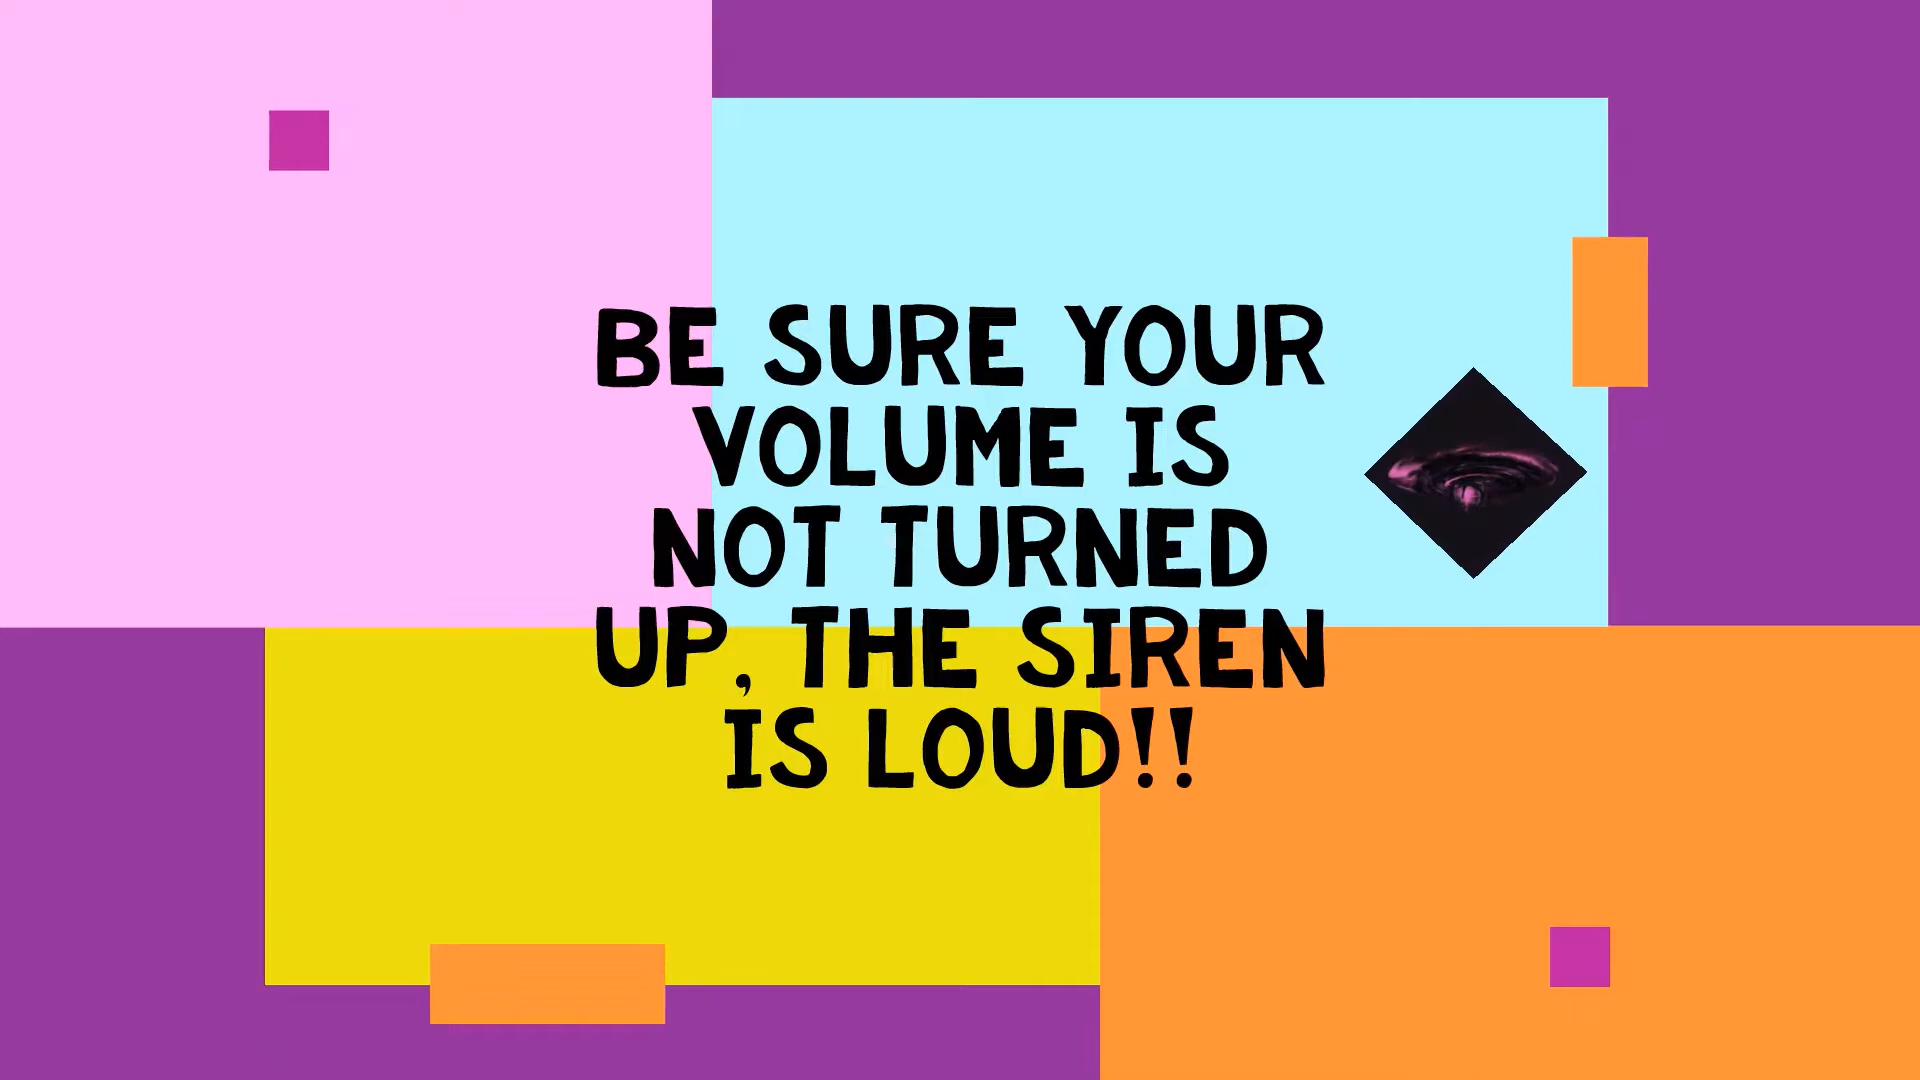 BE SURE YOUR
VOLUME IS
NOT TURNED
UP, THE SIREN
IS LOUD!!